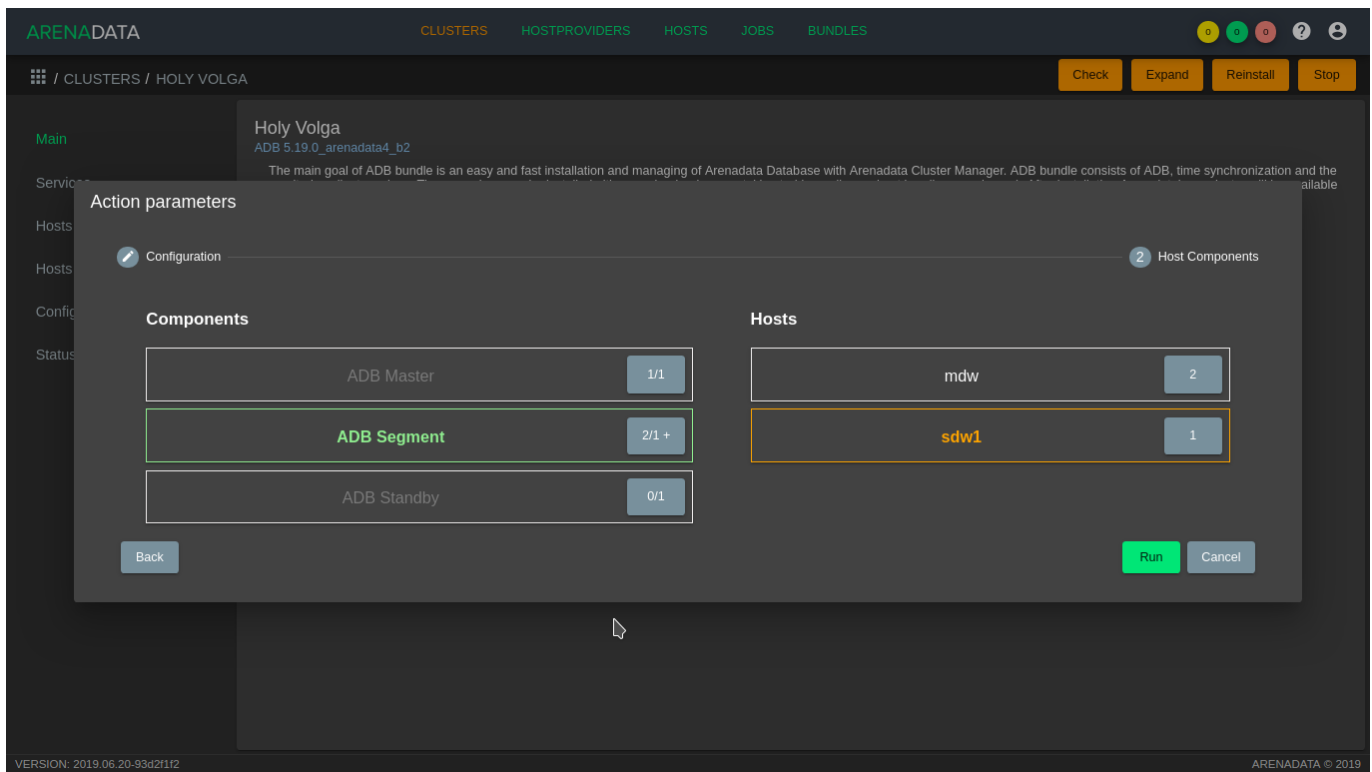 ARENADATA CLUSTERS HOSTPROVIDERS HOSTS JOBS BUNDLES 0 0 0
/ CLUSTERS / HOLY VOLGA Check Expand Reinstall Stop
Main
Holy Volga
ADB 5.19.0_arenadata4_b2
The main goal of ADB bundle is an easy and fast installation and managing of Arenadata Database with Arenadata Cluster Manager. ADB bundle consists of ADB, time synchronization and the
Services
Action parameters
Hosts
Configuration 2 Host Components
Hosts
Config
Components Hosts
Status
ADB Master 1/1 mdw 2
ADB Segment 2/1 + sdw1 1
ADB Standby 0/1
Back Run Cancel
VERSION: 2019.06.20-93d2f1f2 ARENADATA © 2019